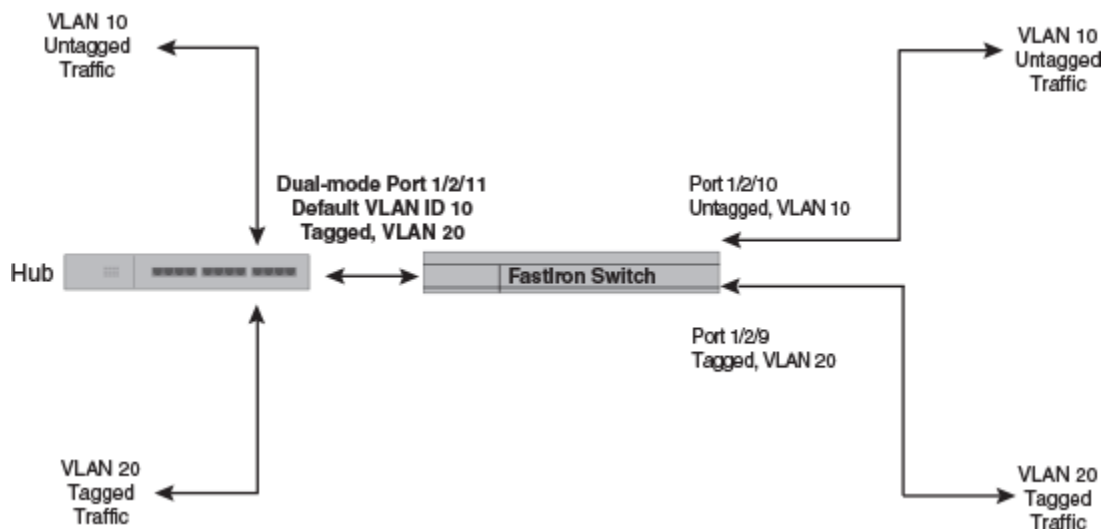 VLAN 10
Untagged
Traffic
VLAN 10
Untagged
Traffic
Dual-mode Port 1/2/11
Default VLAN ID 10
Tagged, VLAN 20
Port 1/2/10
Untagged, VLAN 10
Hub
FastIron Switch
Port 1/2/9
Tagged, VLAN 20
VLAN 20
Tagged
Traffic
VLAN 20
Tagged
Traffic